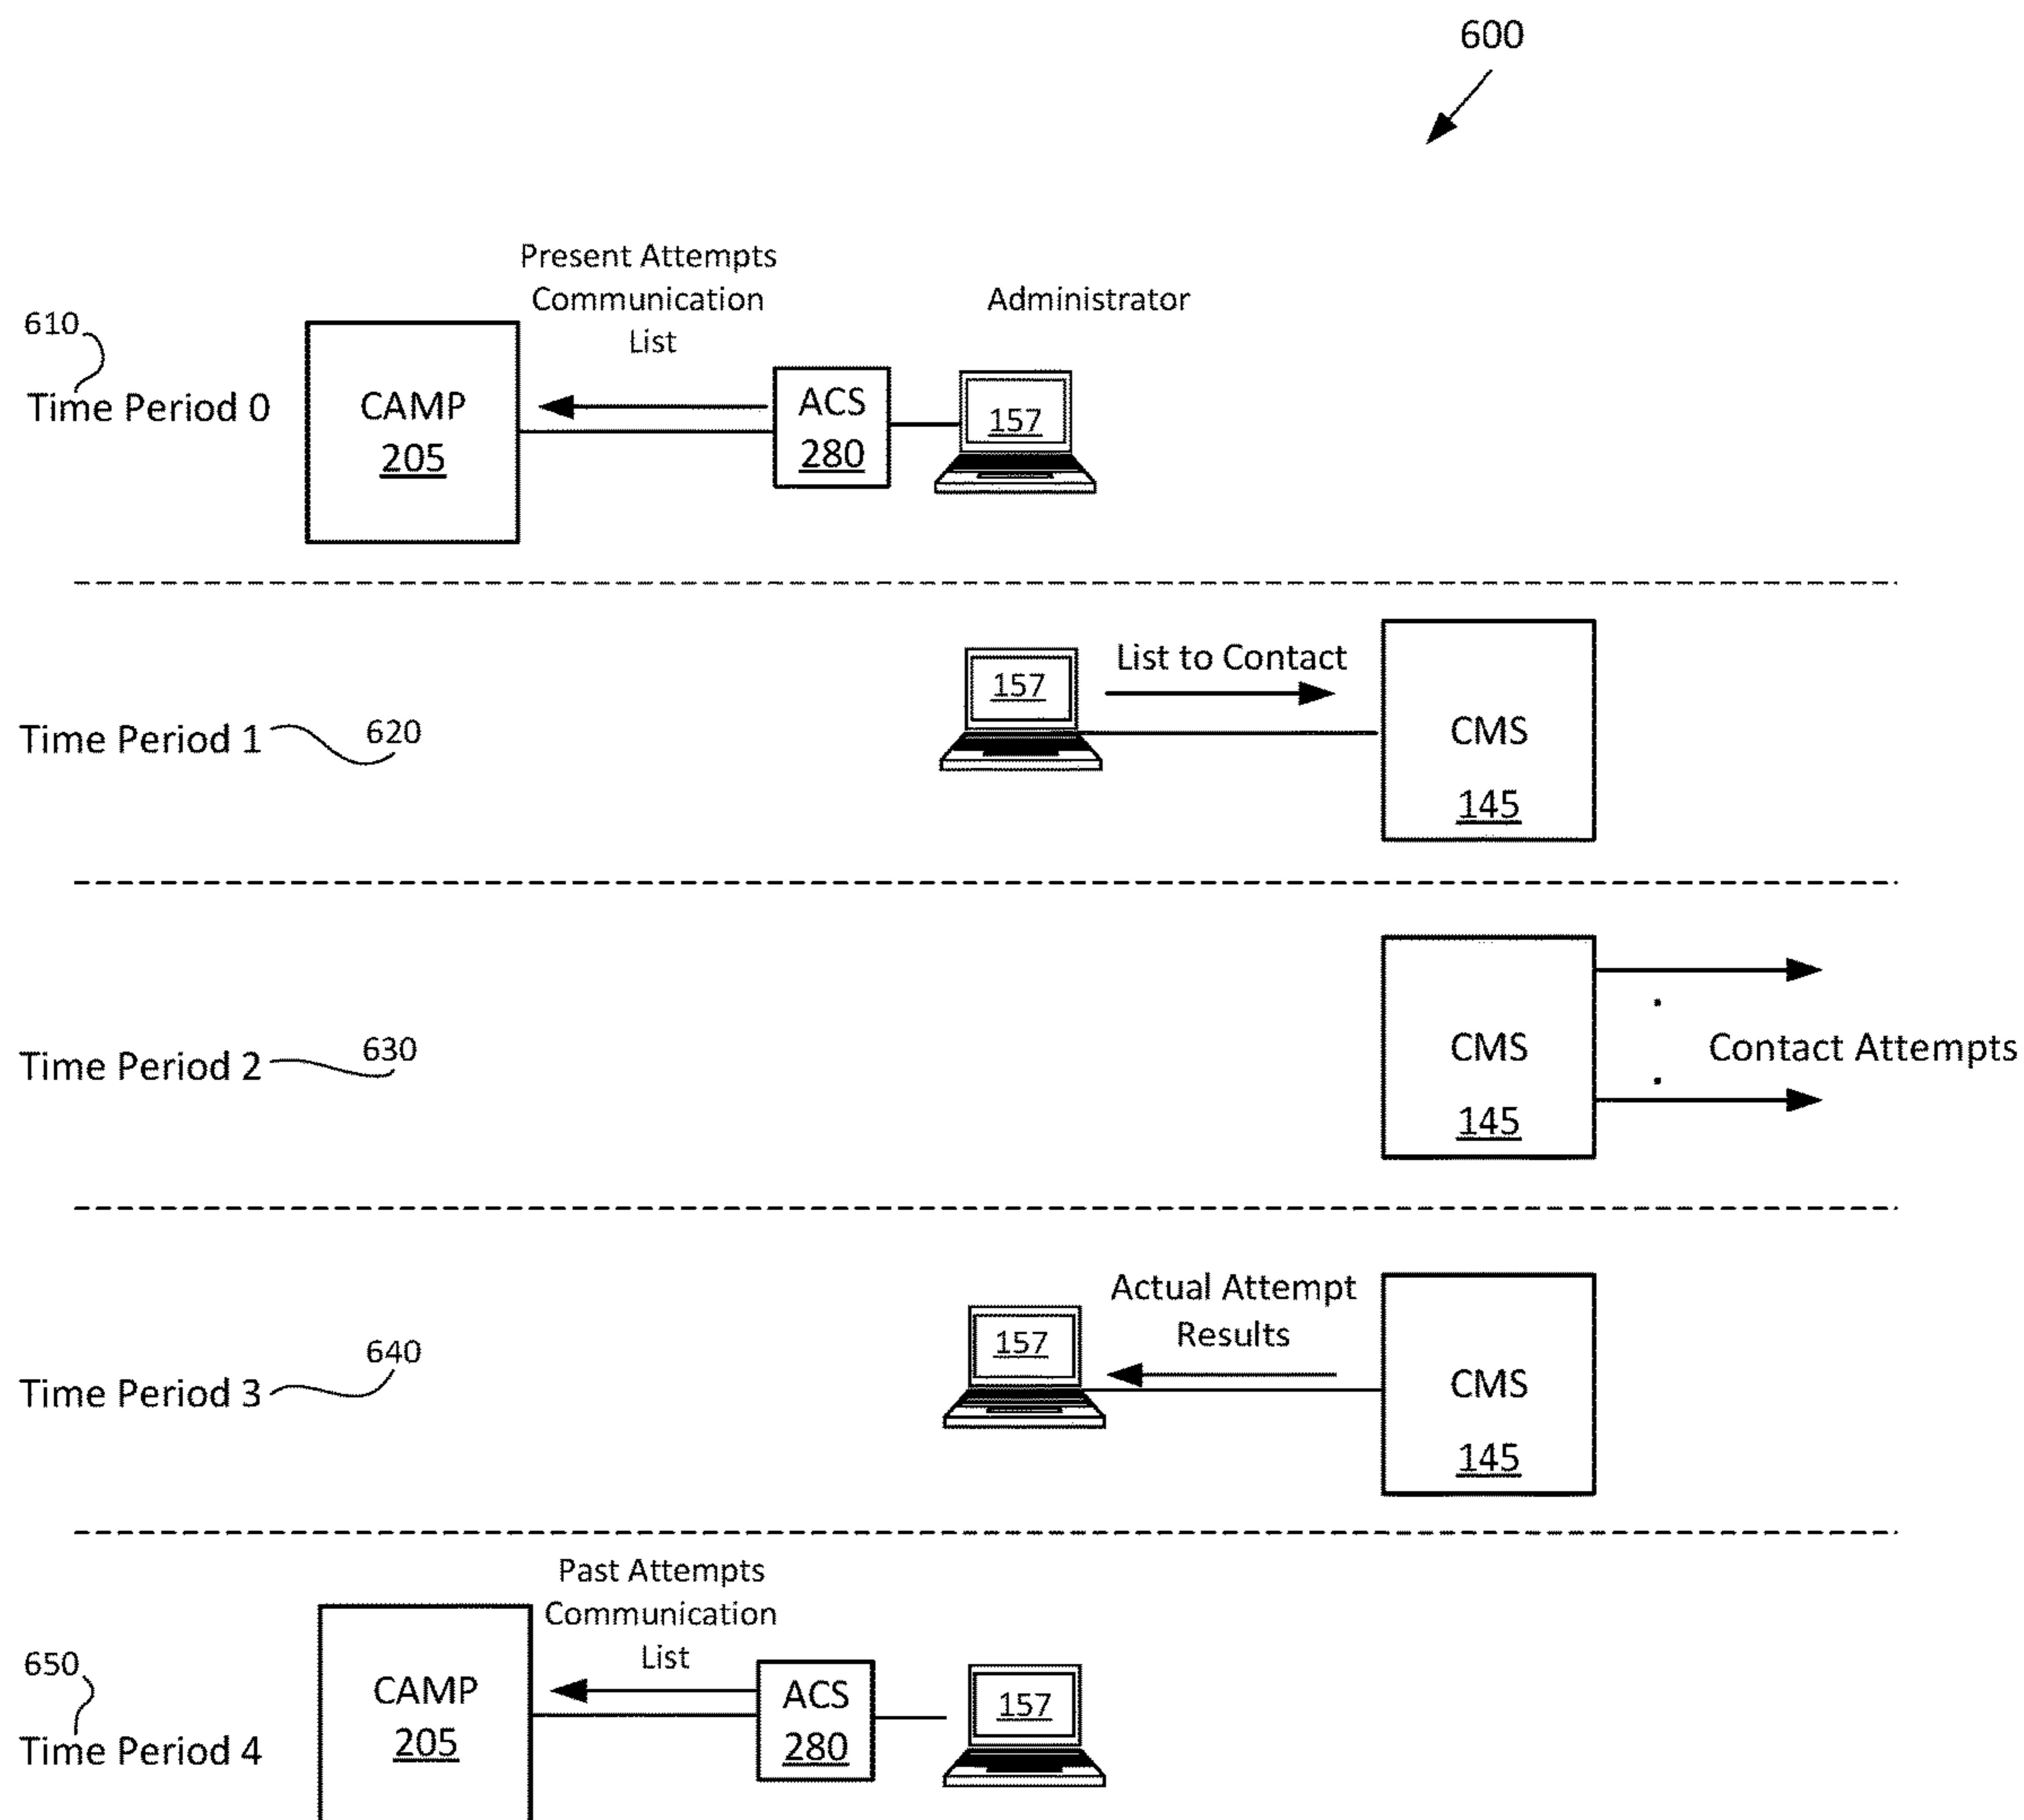 600
Present Attempts
Communication
List
Administrator
610
Time Period 0
CAMP
205
ACS
280
157
List to Contact
157
Time Period 1
620
CMS
145
Time Period 2
630
CMS
145
Contact Attempts
Actual Attempt
Results
157
Time Period 3
640
CMS
145
Past Attempts
Communication
List
650
Time Period 4
CAMP
205
ACS
280
157